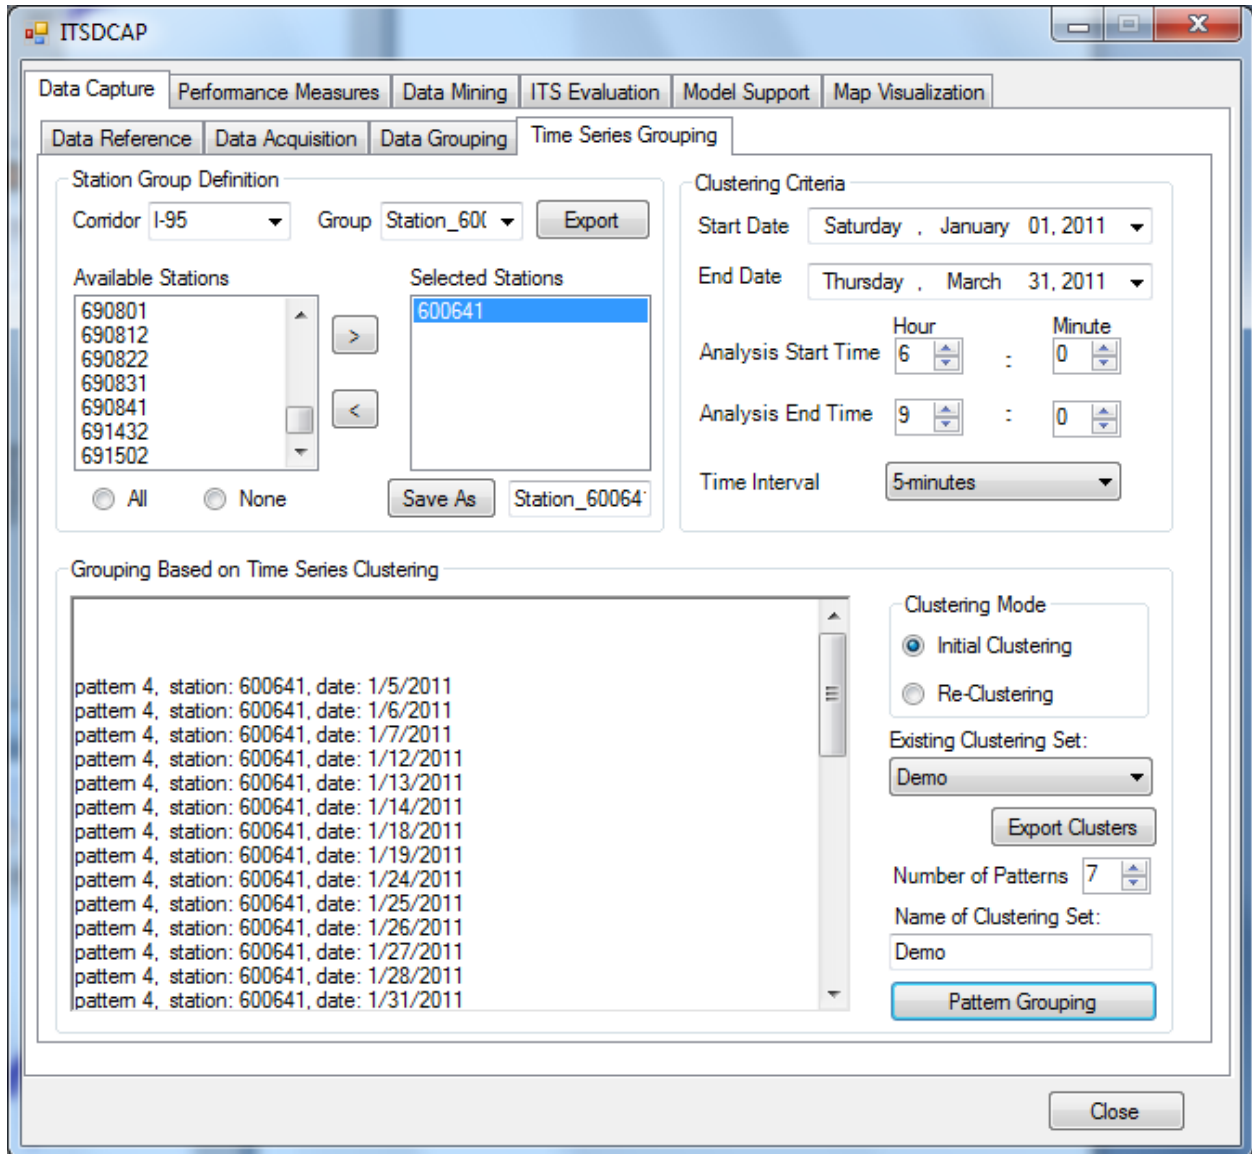 ITSDCAP
Data Capture Performance Measures Data Mining ITS Evaluation Model Support Map Visualization
Data Reference Data Acquisition Data Grouping Time Series Grouping
Station Group Definition
Corridor I-95 Group Station_60( Export
Available Stations Selected Stations
690801 600641
690812
690822
690831
690841
691432
691502
> <
All None Save As Station_600641
Clustering Criteria
Start Date Saturday , January 01, 2011
End Date Thursday , March 31, 2011
Hour Minute
Analysis Start Time 6 : 0
Analysis End Time 9 : 0
Time Interval 5-minutes
Grouping Based on Time Series Clustering
pattern 4, station: 600641, date: 1/5/2011
pattern 4, station: 600641, date: 1/6/2011
pattern 4, station: 600641, date: 1/7/2011
pattern 4, station: 600641, date: 1/12/2011
pattern 4, station: 600641, date: 1/13/2011
pattern 4, station: 600641, date: 1/14/2011
pattern 4, station: 600641, date: 1/18/2011
pattern 4, station: 600641, date: 1/19/2011
pattern 4, station: 600641, date: 1/24/2011
pattern 4, station: 600641, date: 1/25/2011
pattern 4, station: 600641, date: 1/26/2011
pattern 4, station: 600641, date: 1/27/2011
pattern 4, station: 600641, date: 1/28/2011
pattern 4, station: 600641, date: 1/31/2011
Clustering Mode
Initial Clustering
Re-Clustering
Existing Clustering Set:
Demo
Export Clusters
Number of Patterns 7
Name of Clustering Set:
Demo
Pattern Grouping
Close